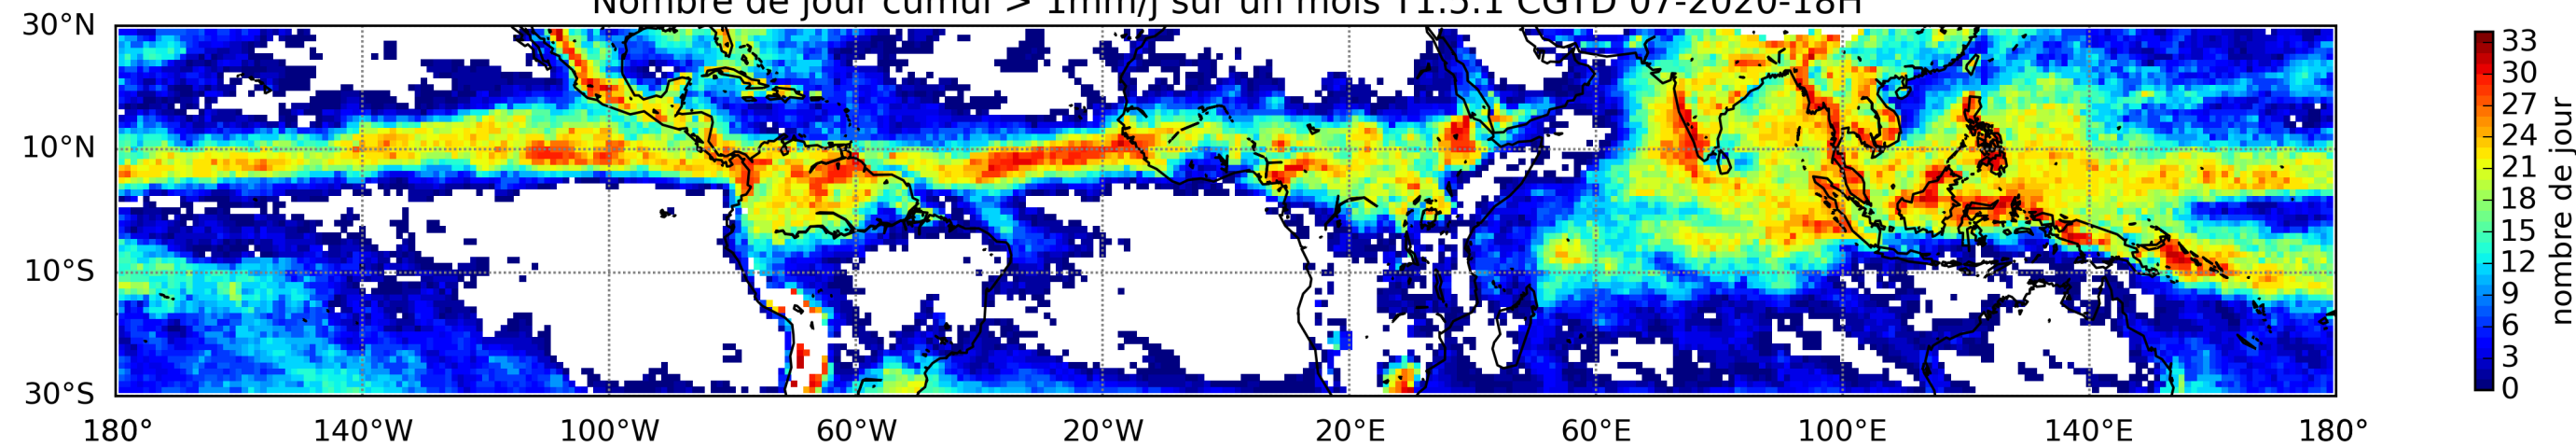 Nombre de jour cumul > 1mm/j sur un mois T1.5.1 CGTD 07-2020-18H
30°N
10°N
10°S
30°S
180° 140°W 100°W 60°W 20°W 20°E 60°E 100°E 140°E 180°
33
30
27
24
21
18
15
12
9
6
3
0
nombre de jour